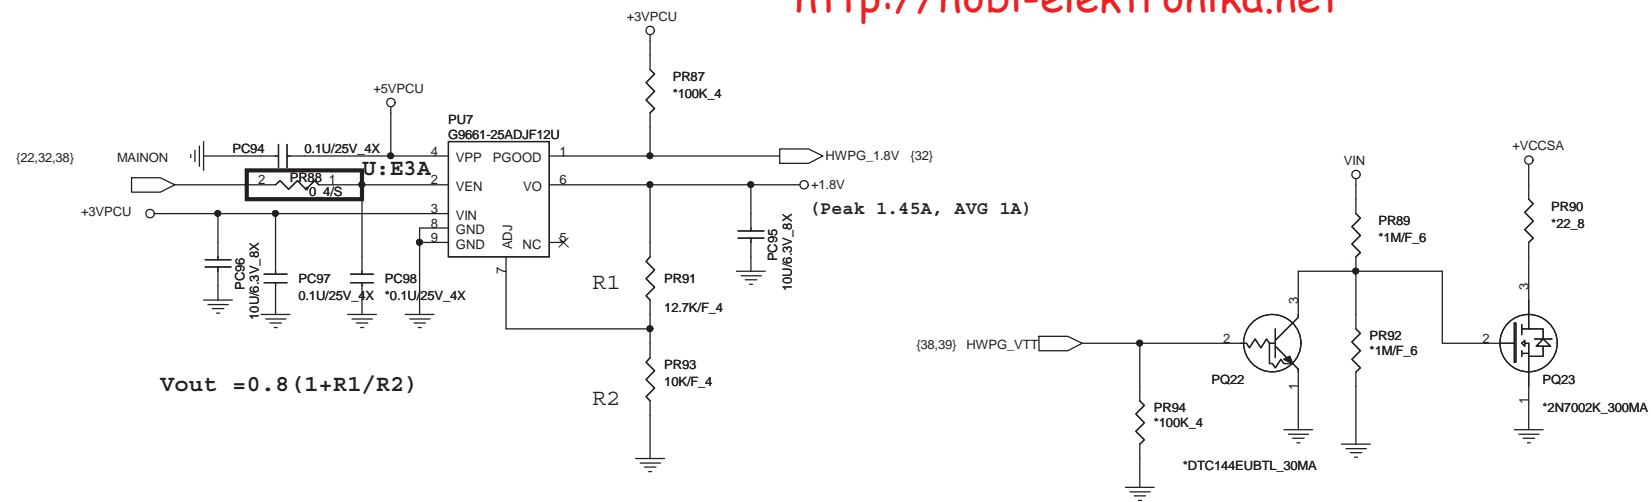 http://hobi-elektronika.net
+3VPCU
PR87
*100K_4
+5VPCU
PU7
G9661-25ADJF12U
{22,32,38} MAINON
PC94 0.1U/25V_4X
U:E3A
2 PR88 1
0_4/S
4 VPP PGOOD 1
HWPG_1.8V {32}
2 VEN VO 6
+1.8V
(Peak 1.45A, AVG 1A)
+3VPCU
3 VIN
8 GND
9 GND
ADJ
NC 5
7
PC96
10U/6.3V_8X
PC97
0.1U/25V_4X
PC98
*0.1U/25V_4X
PC95
10U/6.3V_8X
R1
PR91
12.7K/F_4
R2
PR93
10K/F_4
Vout =0.8(1+R1/R2)
VIN
PR89
*1M/F_6
+VCCSA
PR90
*22_8
{38,39} HWPG_VTT
2
3
1
PQ22
PR92
*1M/F_6
PR94
*100K_4
*DTC144EUBTL_30MA
2
3
1
PQ23
*2N7002K_300MA